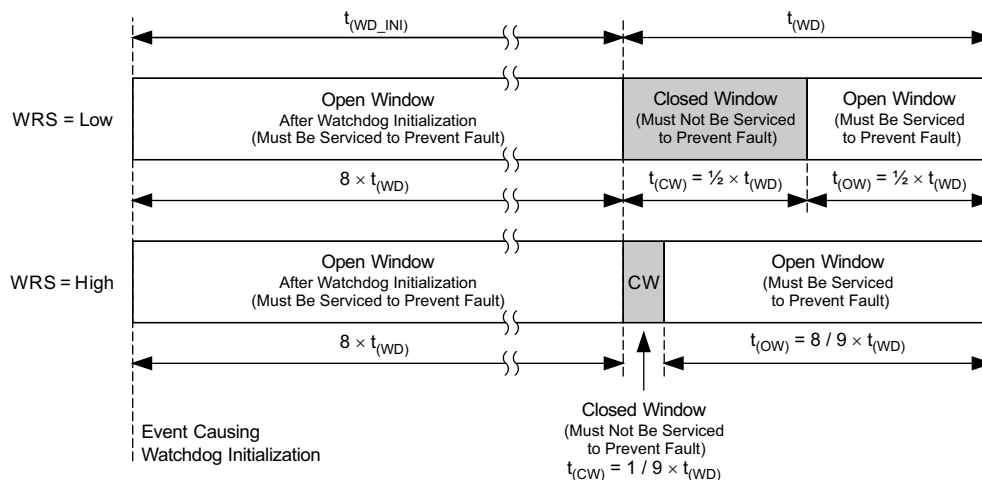 t(WD_INI)
t(WD)
WRS = Low
Open Window
After Watchdog Initialization
(Must Be Serviced to Prevent Fault)
Closed Window
(Must Not Be Serviced
to Prevent Fault)
Open Window
(Must Be Serviced
to Prevent Fault)
8 × t(WD)
t(CW) = ½ × t(WD)
t(OW) = ½ × t(WD)
WRS = High
Open Window
After Watchdog Initialization
(Must Be Serviced to Prevent Fault)
CW
Open Window
(Must Be Serviced
to Prevent Fault)
8 × t(WD)
t(OW) = 8 / 9 × t(WD)
Event Causing
Watchdog Initialization
Closed Window
(Must Not Be Serviced
to Prevent Fault)
t(CW) = 1 / 9 × t(WD)